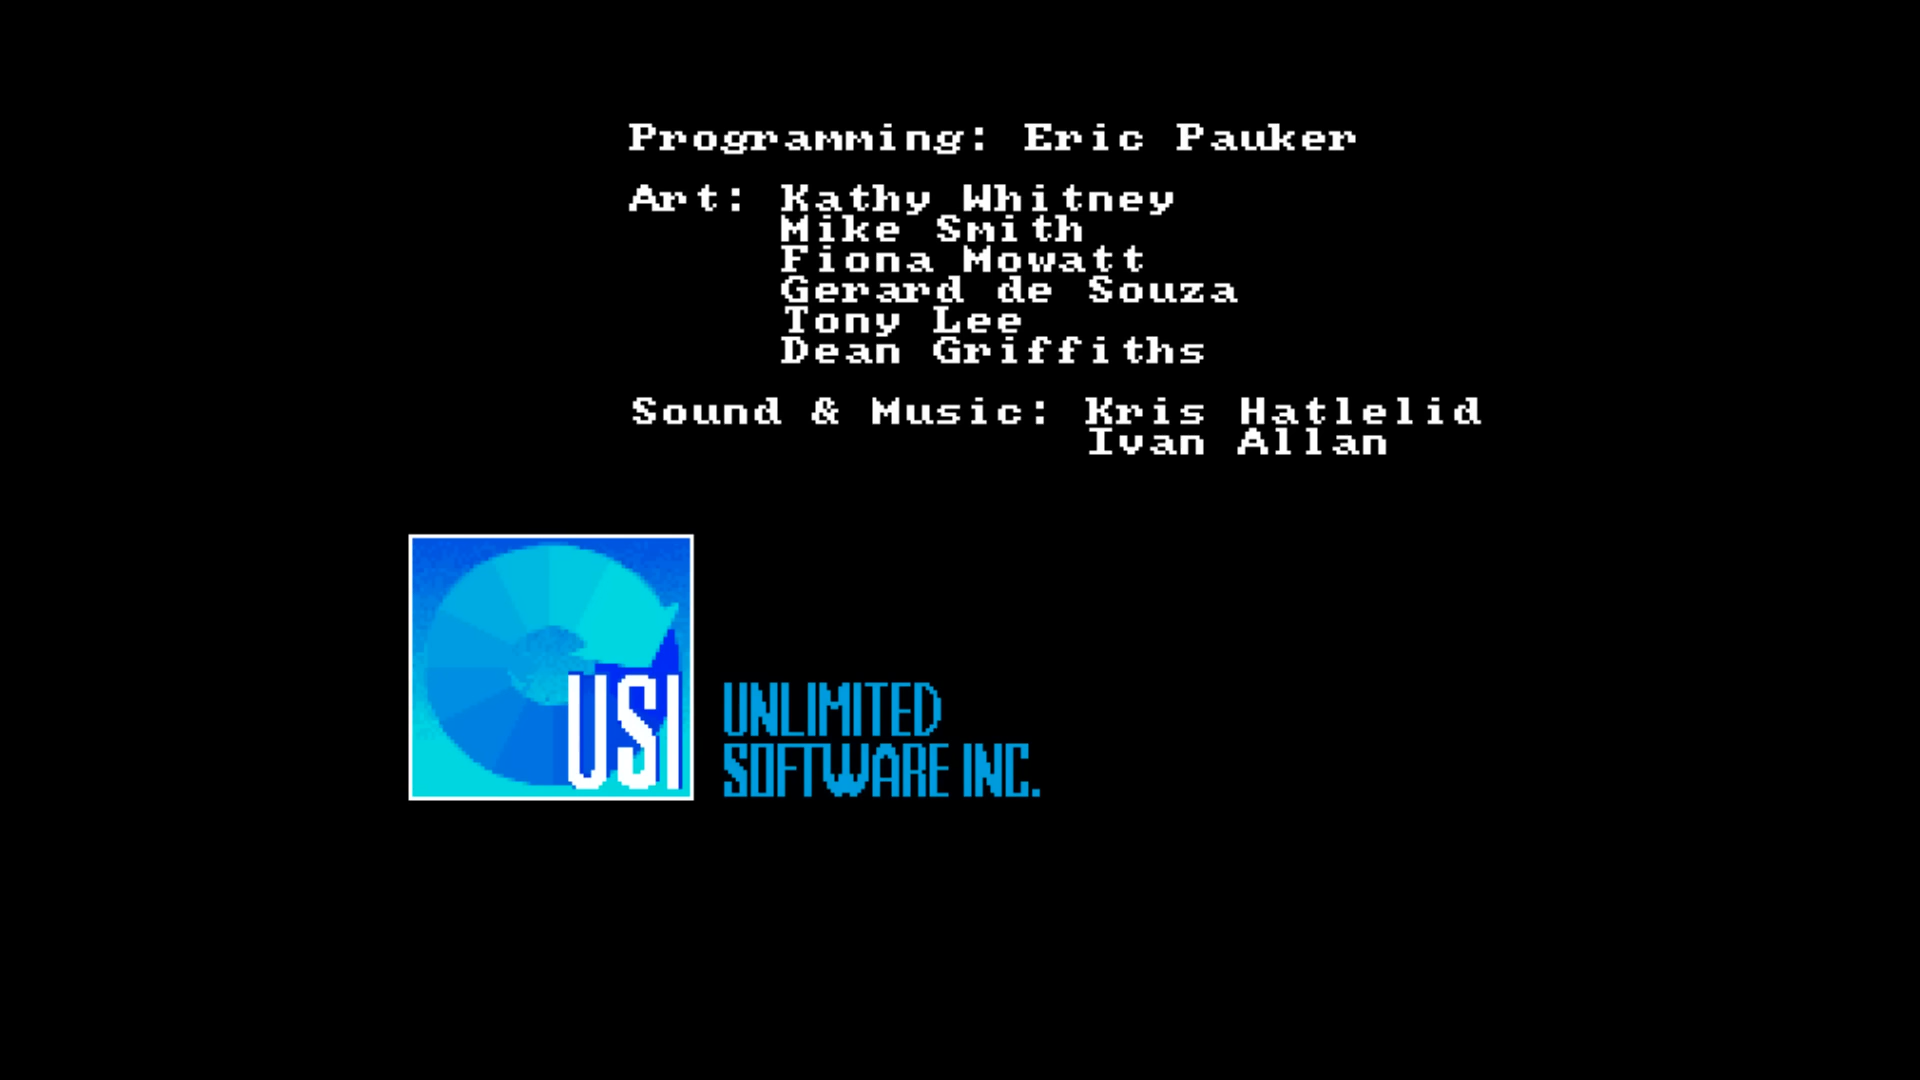 Programming: Eric Pauker
Art: Kathy Whitney
Mike Smith
Fiona Mowatt
Gerard de Souza
Tony Lee
Dean Griffiths
Sound & Music: Kris Hatlelid
Ivan Allan
USI
UNLIMITED
SOFTWARE INC.